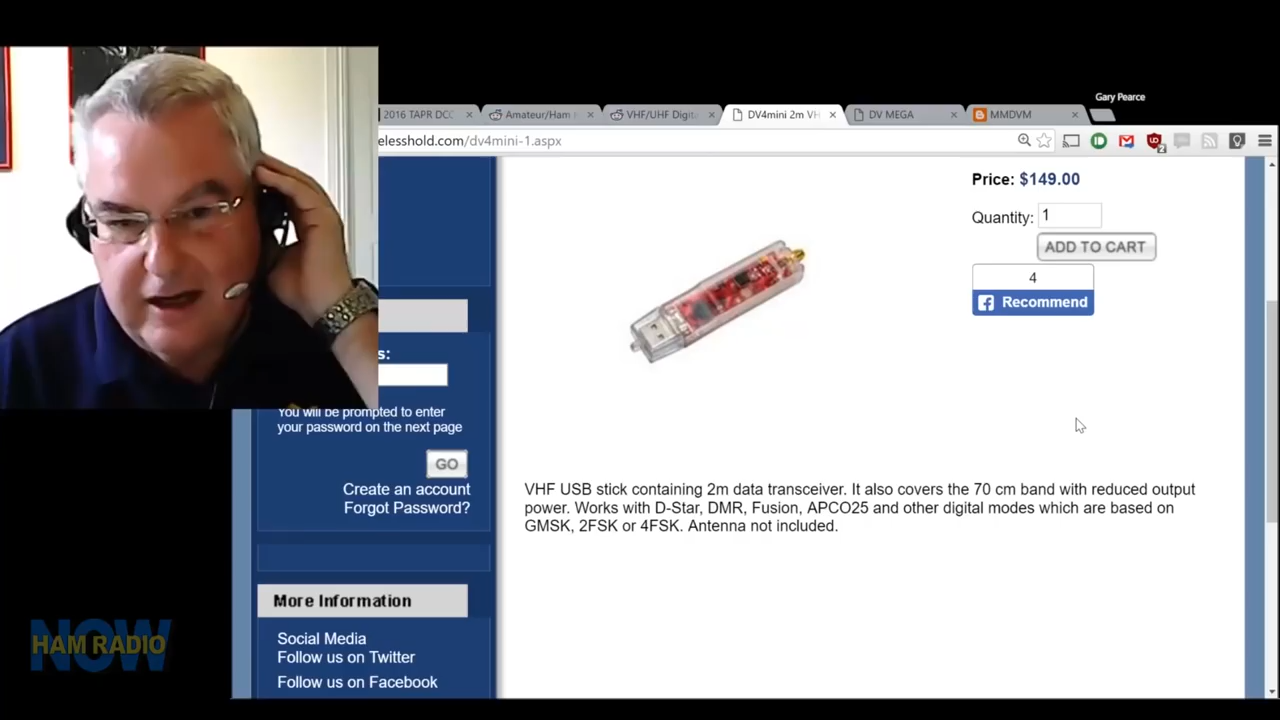 Gary Pearce
2016 TAPR DCC
Amateur/Ham
VHF/UHF Digit
DV4mini 2m VH
DV MEGA
MMDVM
elesshold.com/dv4mini-1.aspx
Price: $149.00
Quantity: 1
ADD TO CART
4
Recommend
s:
You will be prompted to enter
your password on the next page
GO
Create an account
Forgot Password?
VHF USB stick containing 2m data transceiver. It also covers the 70 cm band with reduced output
power. Works with D-Star, DMR, Fusion, APCO25 and other digital modes which are based on
GMSK, 2FSK or 4FSK. Antenna not included.
More Information
Social Media
Follow us on Twitter
Follow us on Facebook
HAM RADIO
NOW